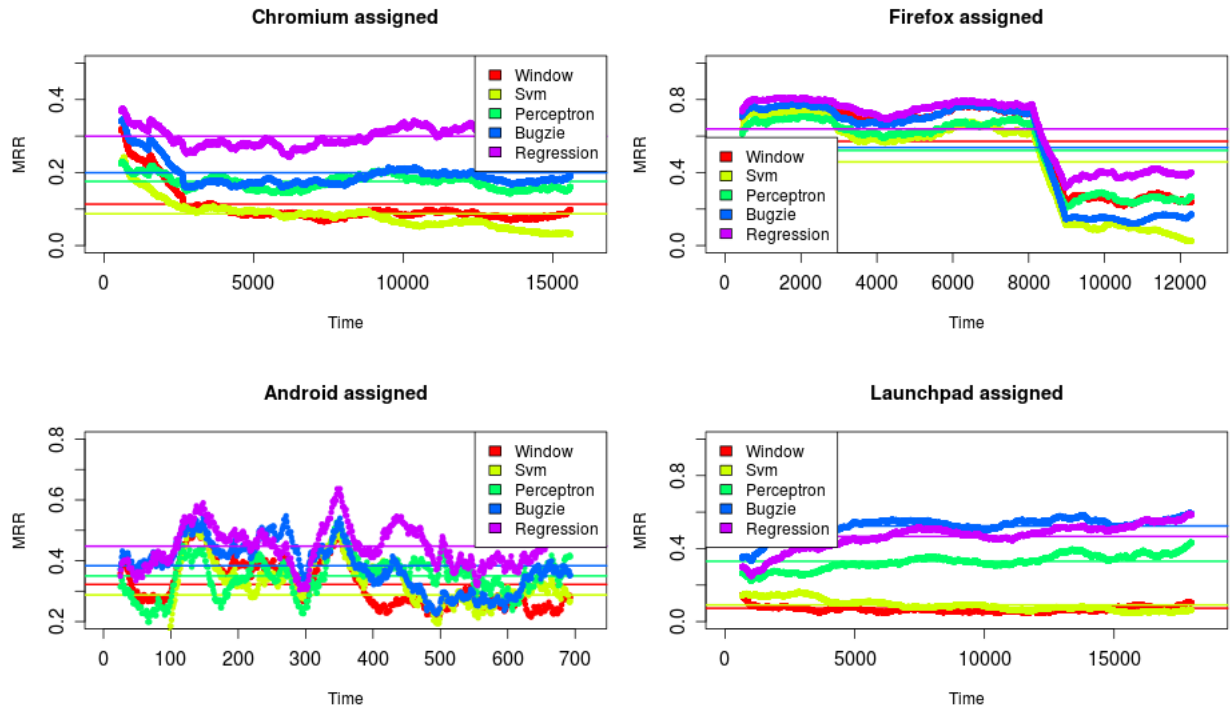 Chromium assigned
MRR
0.4
0.2
0.0
Window
Svm
Perceptron
Bugzie
Regression
0 5000 10000 15000
Time
Firefox assigned
MRR
0.8
0.4
0.0
Window
Svm
Perceptron
Bugzie
Regression
0 2000 4000 6000 8000 10000 12000
Time
Android assigned
MRR
0.8
0.6
0.4
0.2
Window
Svm
Perceptron
Bugzie
Regression
0 100 200 300 400 500 600 700
Time
Launchpad assigned
MRR
0.8
0.4
0.0
Window
Svm
Perceptron
Bugzie
Regression
0 5000 10000 15000
Time